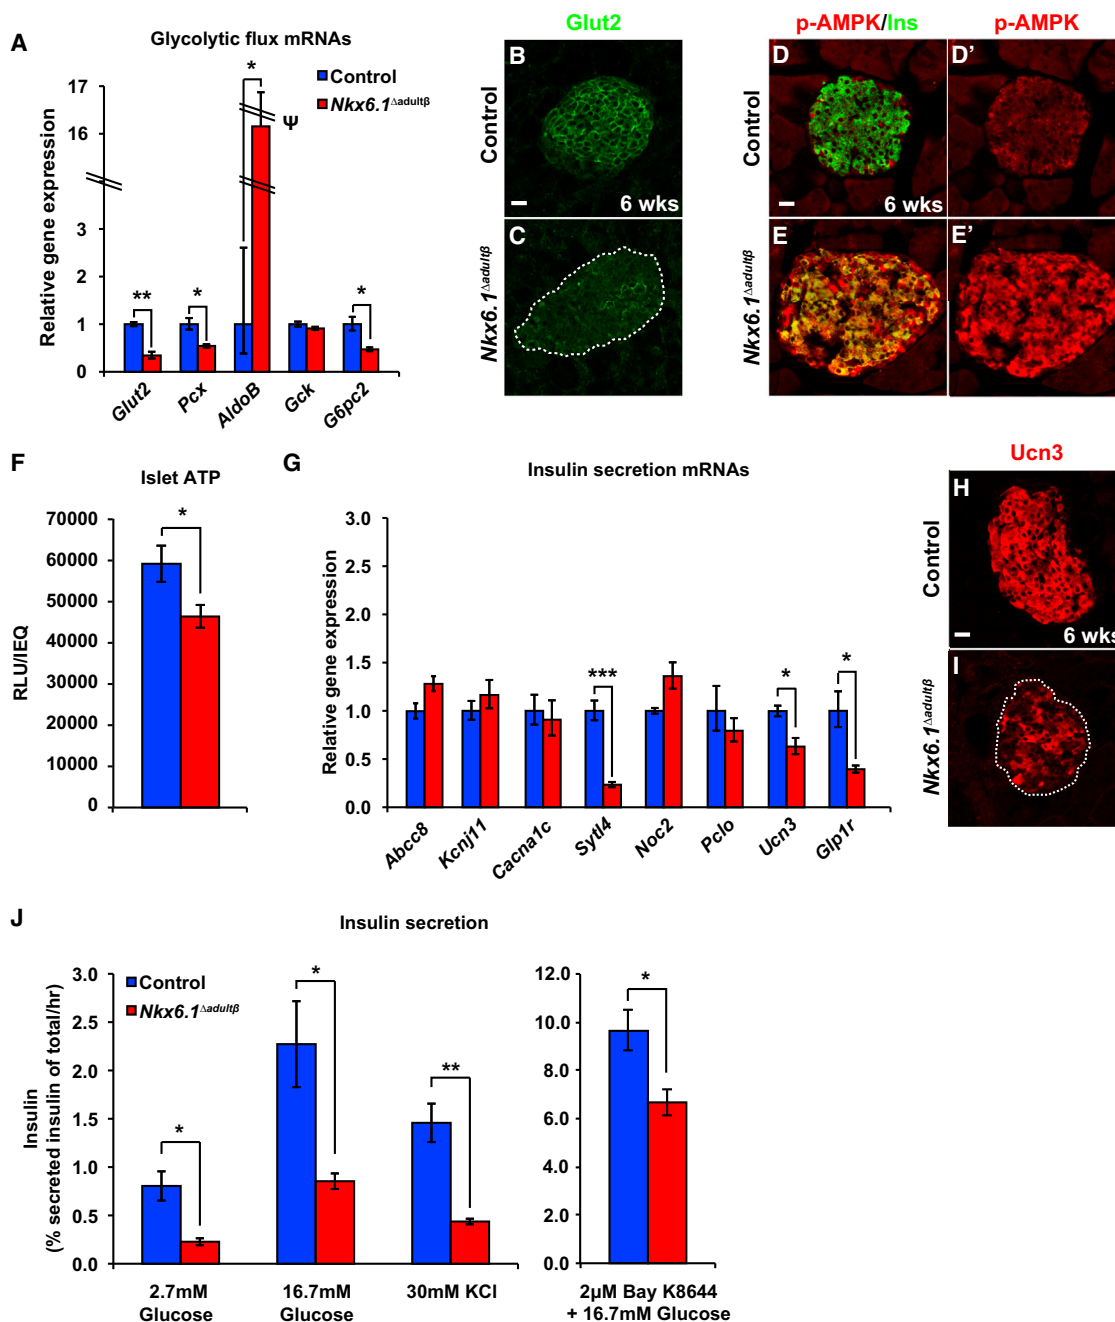 A
Glycolytic flux mRNAs
Control
Nkx6.1Δadultβ
Relative gene expression
17
16
3
2
1
0
**
*
*
Ψ
*
Glut2
Pcx
AldoB
Gck
G6pc2
Glut2
B
Control
6 wks
C
Nkx6.1Δadultβ
p-AMPK/Ins
p-AMPK
D
D'
Control
6 wks
E
E'
Nkx6.1Δadultβ
F
Islet ATP
RLU/IEQ
70000
60000
50000
40000
30000
20000
10000
0
*
G
Insulin secretion mRNAs
Relative gene expression
3.0
2.5
2.0
1.5
1.0
0.5
0.0
***
*
*
Abcc8
Kcnj11
Cacna1c
Sytl4
Noc2
Pclo
Ucn3
Glp1r
Ucn3
H
Control
6 wks
I
Nkx6.1Δadultβ
J
Insulin secretion
Insulin
(% secreted insulin of total/hr)
3.0
2.5
2.0
1.5
1.0
0.5
0.0
Control
Nkx6.1Δadultβ
*
*
**
2.7mM
Glucose
16.7mM
Glucose
30mM KCl
12.0
10.0
8.0
6.0
4.0
2.0
0.0
*
2µM Bay K8644
+ 16.7mM Glucose